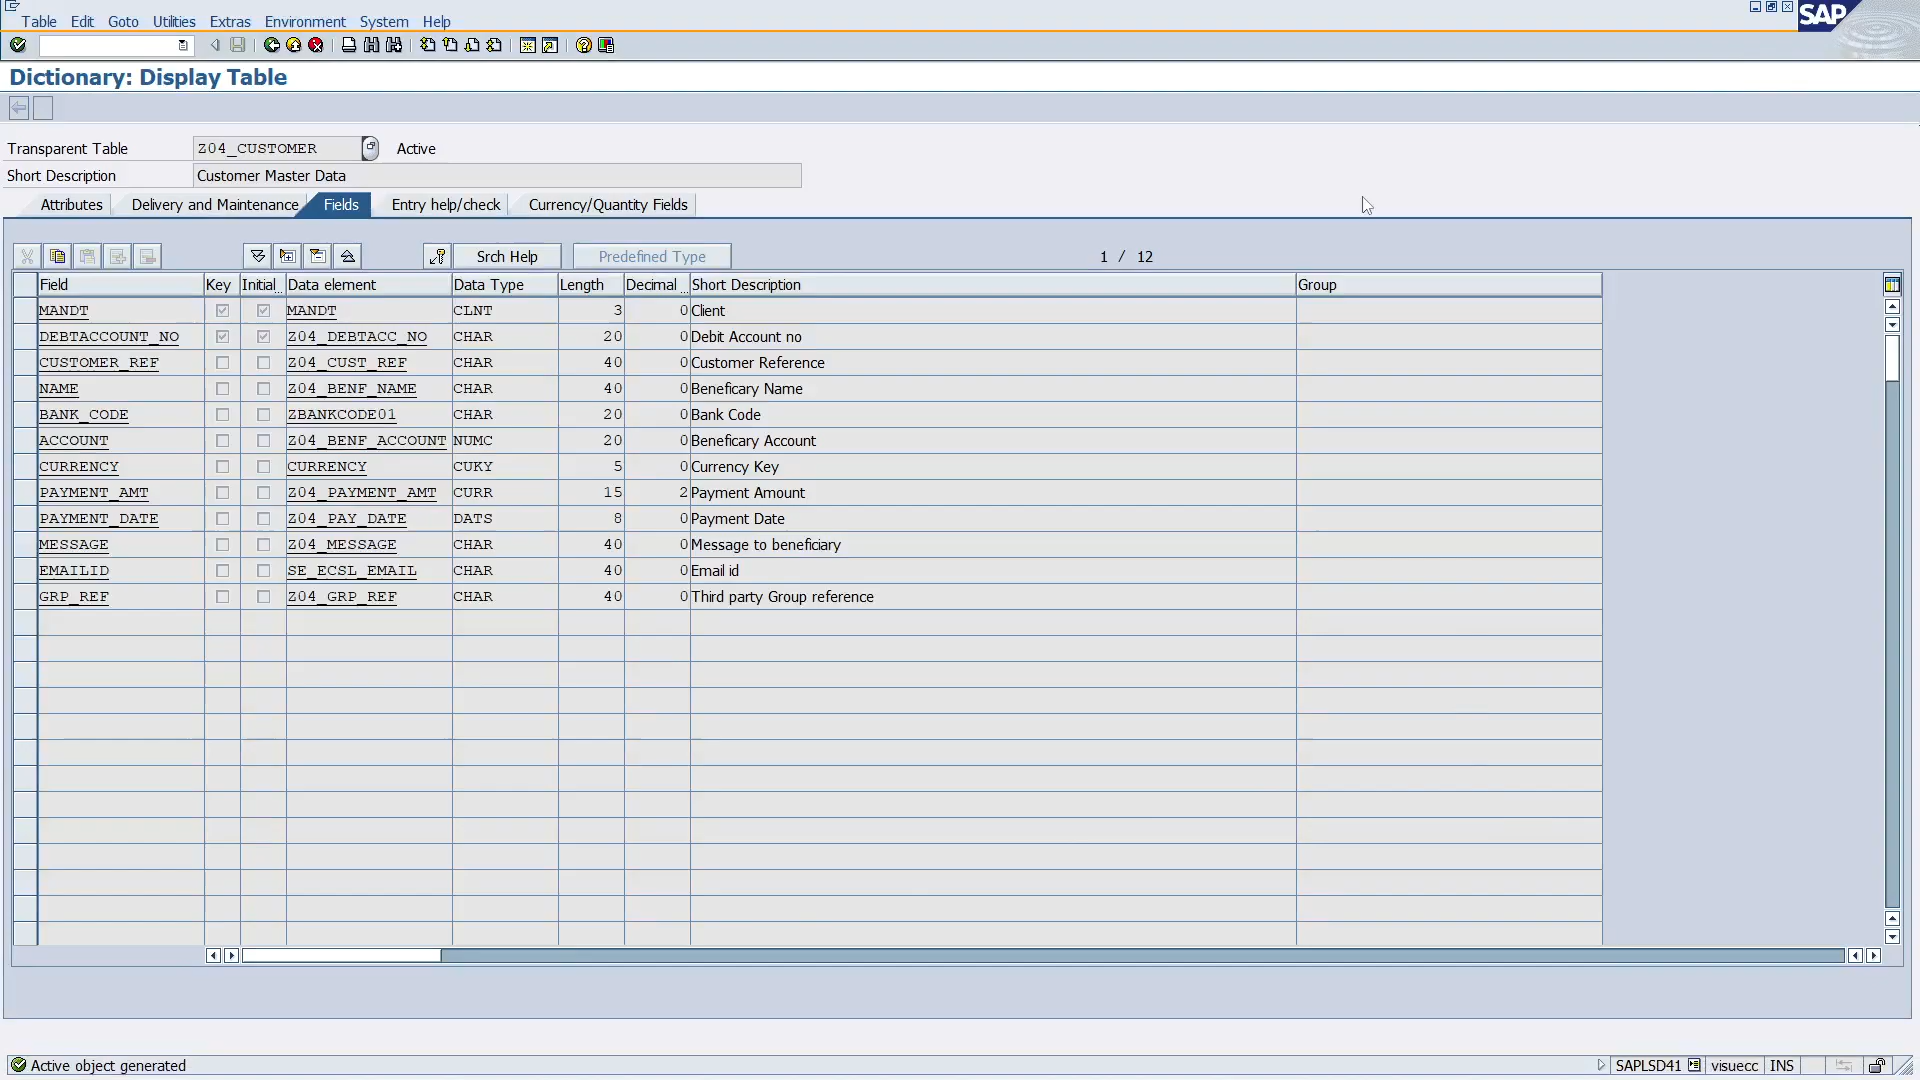 Table Edit Goto Utilities Extras Environment System Help
SAP
Dictionary: Display Table
Transparent Table Z04_CUSTOMER Active
Short Description Customer Master Data
Attributes Delivery and Maintenance Fields Entry help/check Currency/Quantity Fields
Srch Help Predefined Type 1 / 12
Field Key Initial... Data element Data Type Length Decimal ... Short Description Group
MANDT MANDT CLNT 3 0 Client
DEBTACCOUNT_NO Z04_DEBTACC_NO CHAR 20 0 Debit Account no
CUSTOMER_REF Z04_CUST_REF CHAR 40 0 Customer Reference
NAME Z04_BENF_NAME CHAR 40 0 Beneficary Name
BANK_CODE ZBANKCODE01 CHAR 20 0 Bank Code
ACCOUNT Z04_BENF_ACCOUNT NUMC 20 0 Beneficary Account
CURRENCY CURRENCY CUKY 5 0 Currency Key
PAYMENT_AMT Z04_PAYMENT_AMT CURR 15 2 Payment Amount
PAYMENT_DATE Z04_PAY_DATE DATS 8 0 Payment Date
MESSAGE Z04_MESSAGE CHAR 40 0 Message to beneficiary
EMAILID SE_ECSL_EMAIL CHAR 40 0 Email id
GRP_REF Z04_GRP_REF CHAR 40 0 Third party Group reference
Active object generated SAPLSD41 visuecc INS